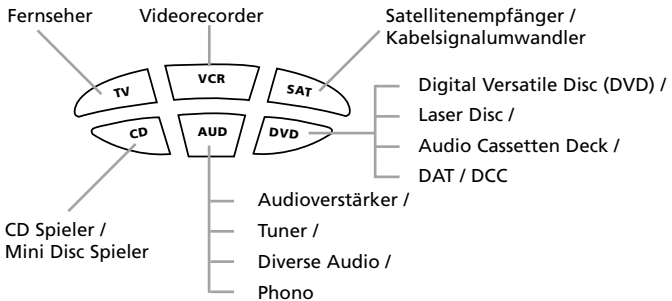 Fernseher
Videorecorder
Satellitenempfänger /
Kabelsignalumwandler
TV
VCR
SAT
CD
AUD
DVD
Digital Versatile Disc (DVD) /
Laser Disc /
Audio Cassetten Deck /
DAT / DCC
Audioverstärker /
Tuner /
Diverse Audio /
Phono
CD Spieler /
Mini Disc Spieler